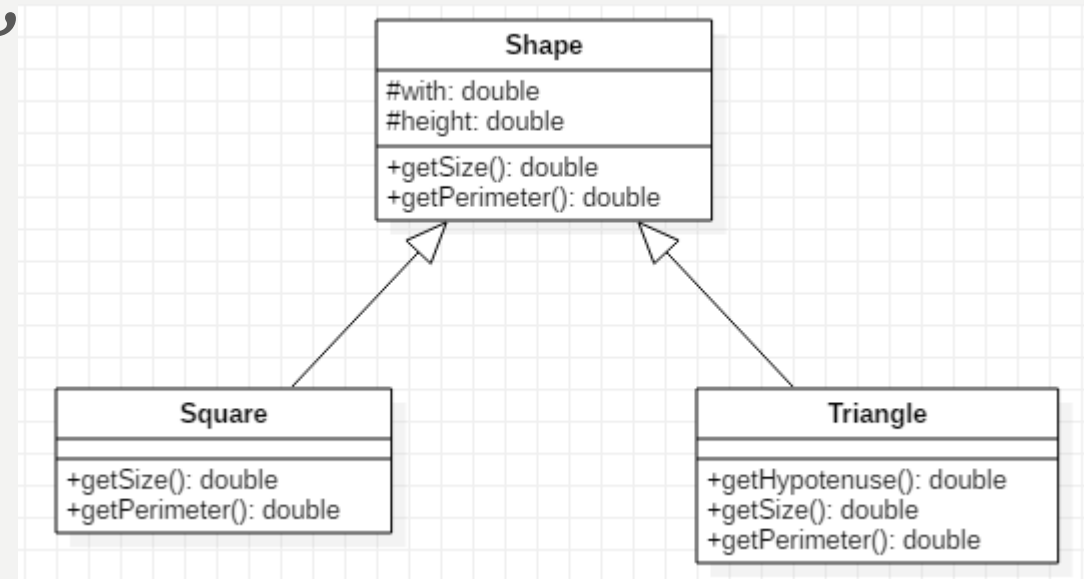 Shape
#with: double
#height: double
+getSize(): double
+getPerimeter(): double
Square
+getSize(): double
+getPerimeter(): double
Triangle
+getHypotenuse(): double
+getSize(): double
+getPerimeter(): double